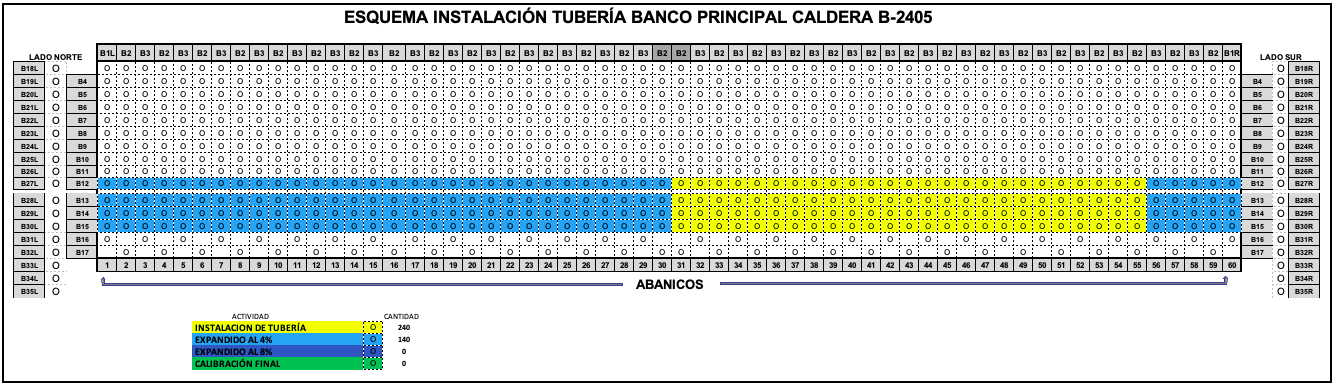 ESQUEMA INSTALACIÓN TUBERÍA BANCO PRINCIPAL CALDERA B-2405
LADO NORTE B1L B2 B3 B2 B3 B2 B3 B2 B3 B2 B3 B2 B3 B2 B3 B2 B3 B2 B3 B2 B3 B2 B3 B2 B3 B2 B3 B2 B3 B2 B2 B3 B2 B3 B2 B3 B2 B3 B2 B3 B2 B3 B2 B3 B2 B3 B2 B3 B2 B3 B2 B3 B2 B3 B2 B3 B2 B3 B2 B1R LADO SUR
B18L O O O O O O O O O O O O O O O O O O O O O O O O O O O O O O O O O O O O O O O O O O O O O O O O O O O O O O O O O O O O O O B18R
B19L O B4 O O O O O O O O O O O O O O O O O O O O O O O O O O O O O O O O O O O O O O O O O O O O O O O O O O O O O O O O O O O O B4 O B19R
B20L O B5 O O O O O O O O O O O O O O O O O O O O O O O O O O O O O O O O O O O O O O O O O O O O O O O O O O O O O O O O O O O O B5 O B20R
B21L O B6 O O O O O O O O O O O O O O O O O O O O O O O O O O O O O O O O O O O O O O O O O O O O O O O O O O O O O O O O O O O O B6 O B21R
B22L O B7 O O O O O O O O O O O O O O O O O O O O O O O O O O O O O O O O O O O O O O O O O O O O O O O O O O O O O O O O O O O O B7 O B22R
B23L O B8 O O O O O O O O O O O O O O O O O O O O O O O O O O O O O O O O O O O O O O O O O O O O O O O O O O O O O O O O O O O O B8 O B23R
B24L O B9 O O O O O O O O O O O O O O O O O O O O O O O O O O O O O O O O O O O O O O O O O O O O O O O O O O O O O O O O O O O O B9 O B24R
B25L O B10 O O O O O O O O O O O O O O O O O O O O O O O O O O O O O O O O O O O O O O O O O O O O O O O O O O O O O O O O O O O O B10 O B25R
B26L O B11 O O O O O O O O O O O O O O O O O O O O O O O O O O O O O O O O O O O O O O O O O O O O O O O O O O O O O O O O O O O O B11 O B26R
B27L O B12 O O O O O O O O O O O O O O O O O O O O O O O O O O O O O O O O O O O O O O O O O O O O O O O O O O O O O O O O O O O O B12 O B27R
B28L O B13 O O O O O O O O O O O O O O O O O O O O O O O O O O O O O O O O O O O O O O O O O O O O O O O O O O O O O O O O O O O O B13 O B28R
B29L O B14 O O O O O O O O O O O O O O O O O O O O O O O O O O O O O O O O O O O O O O O O O O O O O O O O O O O O O O O O O O O O B14 O B29R
B30L O B15 O O O O O O O O O O O O O O O O O O O O O O O O O O O O O O O O O O O O O O O O O O O O O O O O O O O O O O O O O O O O B15 O B30R
B31L O B16 O O O O O O O O O O O O O O O O O O O O O O O O O O O O O O B16 O B31R
B32L O B17 O O O O O O O O O O O O O O O O O O O O O O O O O O O O O O B17 O B32R
B33L O 1 2 3 4 5 6 7 8 9 10 11 12 13 14 15 16 17 18 19 20 21 22 23 24 25 26 27 28 29 30 31 32 33 34 35 36 37 38 39 40 41 42 43 44 45 46 47 48 49 50 51 52 53 54 55 56 57 58 59 60 O B33R
B34L O O B34R
B35L O ABANICOS O B35R
ACTIVIDAD CANTIDAD
INSTALACION DE TUBERÍA O 240
EXPANDIDO AL 4% O 140
EXPANDIDO AL 8% O 0
CALIBRACIÓN FINAL O 0